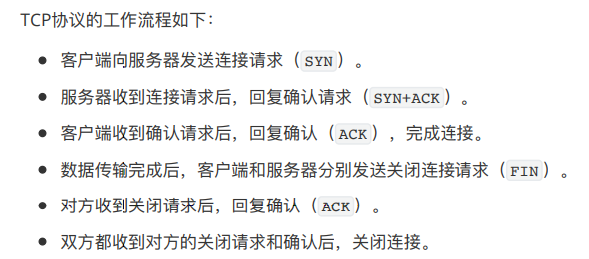 TCP协议的工作流程如下：
客户端向服务器发送连接请求（SYN）。
服务器收到连接请求后，回复确认请求（SYN+ACK）。
客户端收到确认请求后，回复确认（ACK），完成连接。
数据传输完成后，客户端和服务器分别发送关闭连接请求（FIN）。
对方收到关闭请求后，回复确认（ACK）。
双方都收到对方的关闭请求和确认后，关闭连接。